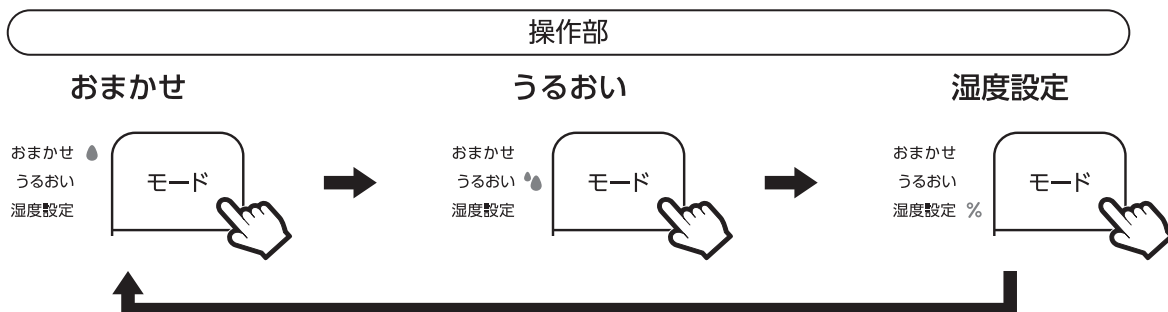 操作部
おまかせ
うるおい
湿度設定
おまかせ
うるおい
湿度設定
モード
おまかせ
うるおい
湿度設定
モード
おまかせ
うるおい
湿度設定 %
モード